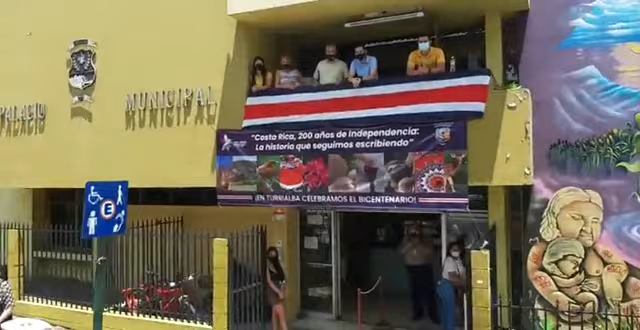 PALACIO
MUNICIPAL
"Costa Rica, 200 años de Independencia:
La historia que seguimos escribiendo"
¡EN TURRIALBA CELEBRAMOS EL BICENTENARIO!
E